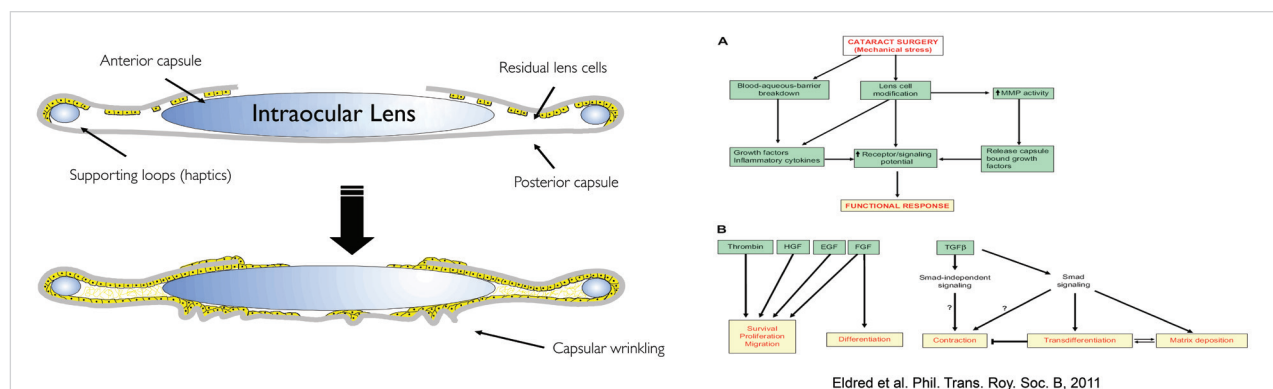 Anterior capsule
Residual lens cells
Intraocular Lens
Supporting loops (haptics)
Posterior capsule
Capsular wrinkling
A
CATARACT SURGERY
(Mechanical stress)
Blood-aqueous-barrier
breakdown
Lens cell
modification
↑MMP activity
Growth factors
Inflammatory cytokines
↑Receptor/signaling
potential
Release capsule
bound growth
factors
FUNCTIONAL RESPONSE
B
Thrombin
HGF
EGF
FGF
TGFβ
Smad-independent
signaling
Smad
signaling
?
?
Survival
Proliferation
Migration
Differentiation
Contraction
Transdifferentiation
Matrix deposition
Eldred et al. Phil. Trans. Roy. Soc. B, 2011